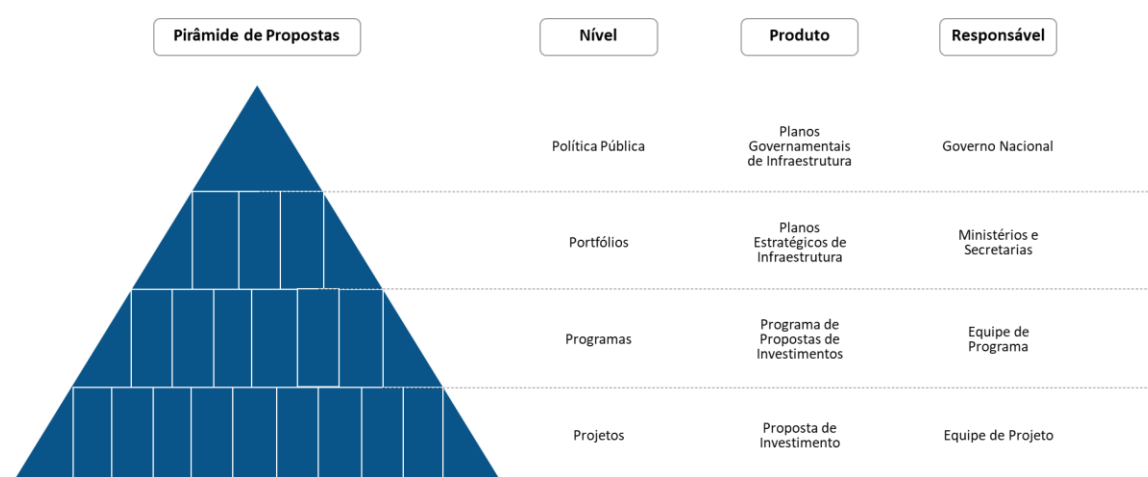 Pirâmide de Propostas
Nível
Produto
Responsável
Política Pública
Planos
Governamentais
de Infraestrutura
Governo Nacional
Portfólios
Planos
Estratégicos de
Infraestrutura
Ministérios e
Secretarias
Programas
Programa de
Propostas de
Investimentos
Equipe de
Programa
Projetos
Proposta de
Investimento
Equipe de Projeto